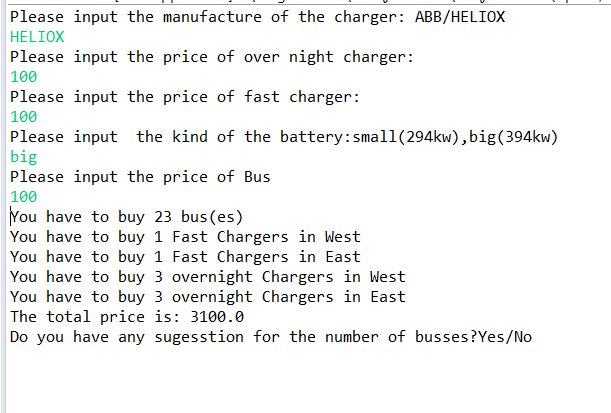 Please input the manufacture of the charger: ABB/HELIOX
HELIOX
Please input the price of over night charger:
100
Please input the price of fast charger:
100
Please input  the kind of the battery:small(294kw),big(394kw)
big
Please input the price of Bus
100
You have to buy 23 bus(es)
You have to buy 1 Fast Chargers in West
You have to buy 1 Fast Chargers in East
You have to buy 3 overnight Chargers in West
You have to buy 3 overnight Chargers in East
The total price is: 3100.0
Do you have any sugesstion for the number of busses?Yes/No